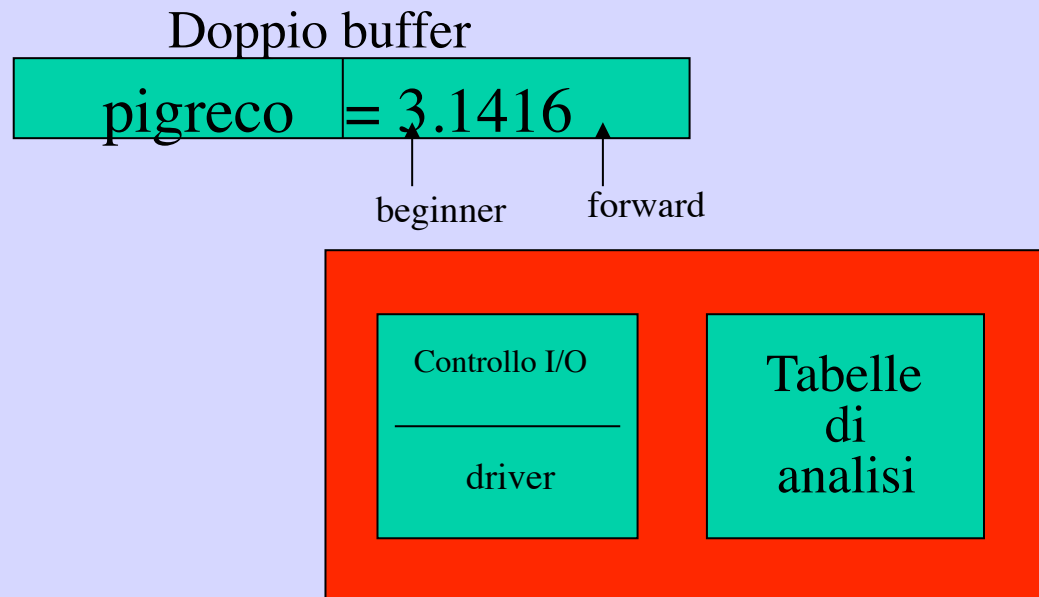 Doppio buffer
pigreco = 3.1416
beginner
forward
Controllo I/O
driver
Tabelle
di
analisi